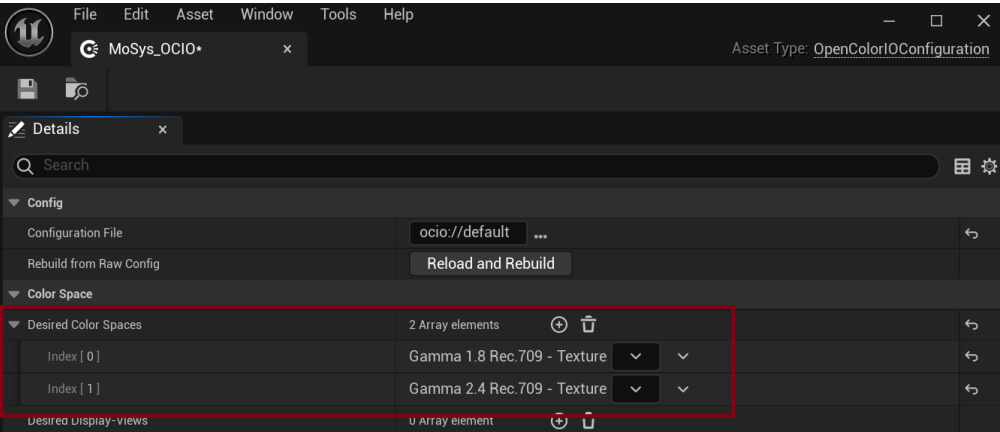 File Edit Asset Window Tools Help
MoSys_OCIO*
Asset Type: OpenColorIOConfiguration
Details
Search
Config
Configuration File ocio://default ...
Rebuild from Raw Config Reload and Rebuild
Color Space
Desired Color Spaces 2 Array elements
Index [ 0 ] Gamma 1.8 Rec.709 - Texture
Index [ 1 ] Gamma 2.4 Rec.709 - Texture
Desired Display-Views 0 Array element